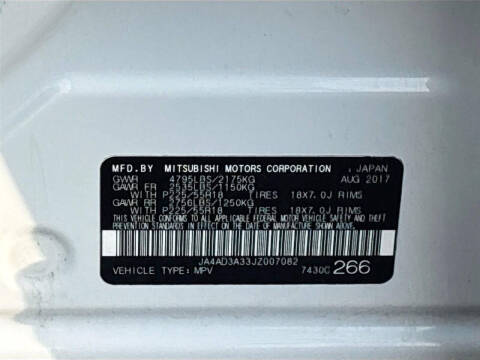 MFD.BY MITSUBISHI MOTORS CORPORATION JAPAN
GVWR 4795LBS/2175KG AUG 2017
GAWR FR 2535LBS/1150KG
WITH P225/55R18 TIRES 18X7.0J RIMS
GAWR RR 2756LBS/1250KG
WITH P225/55R18 TIRES 18X7.0J RIMS
THIS VEHICLE CONFORMS TO ALL APPLICABLE FEDERAL MOTOR VEHICLE SAFETY, BUMPER AND THEFT
PREVENTION STANDARDS IN EFFECT ON THE DATE OF MANUFACTURE SHOWN ABOVE.
JA4AD3A33JZ007082
VEHICLE TYPE: MPV 7430C 266